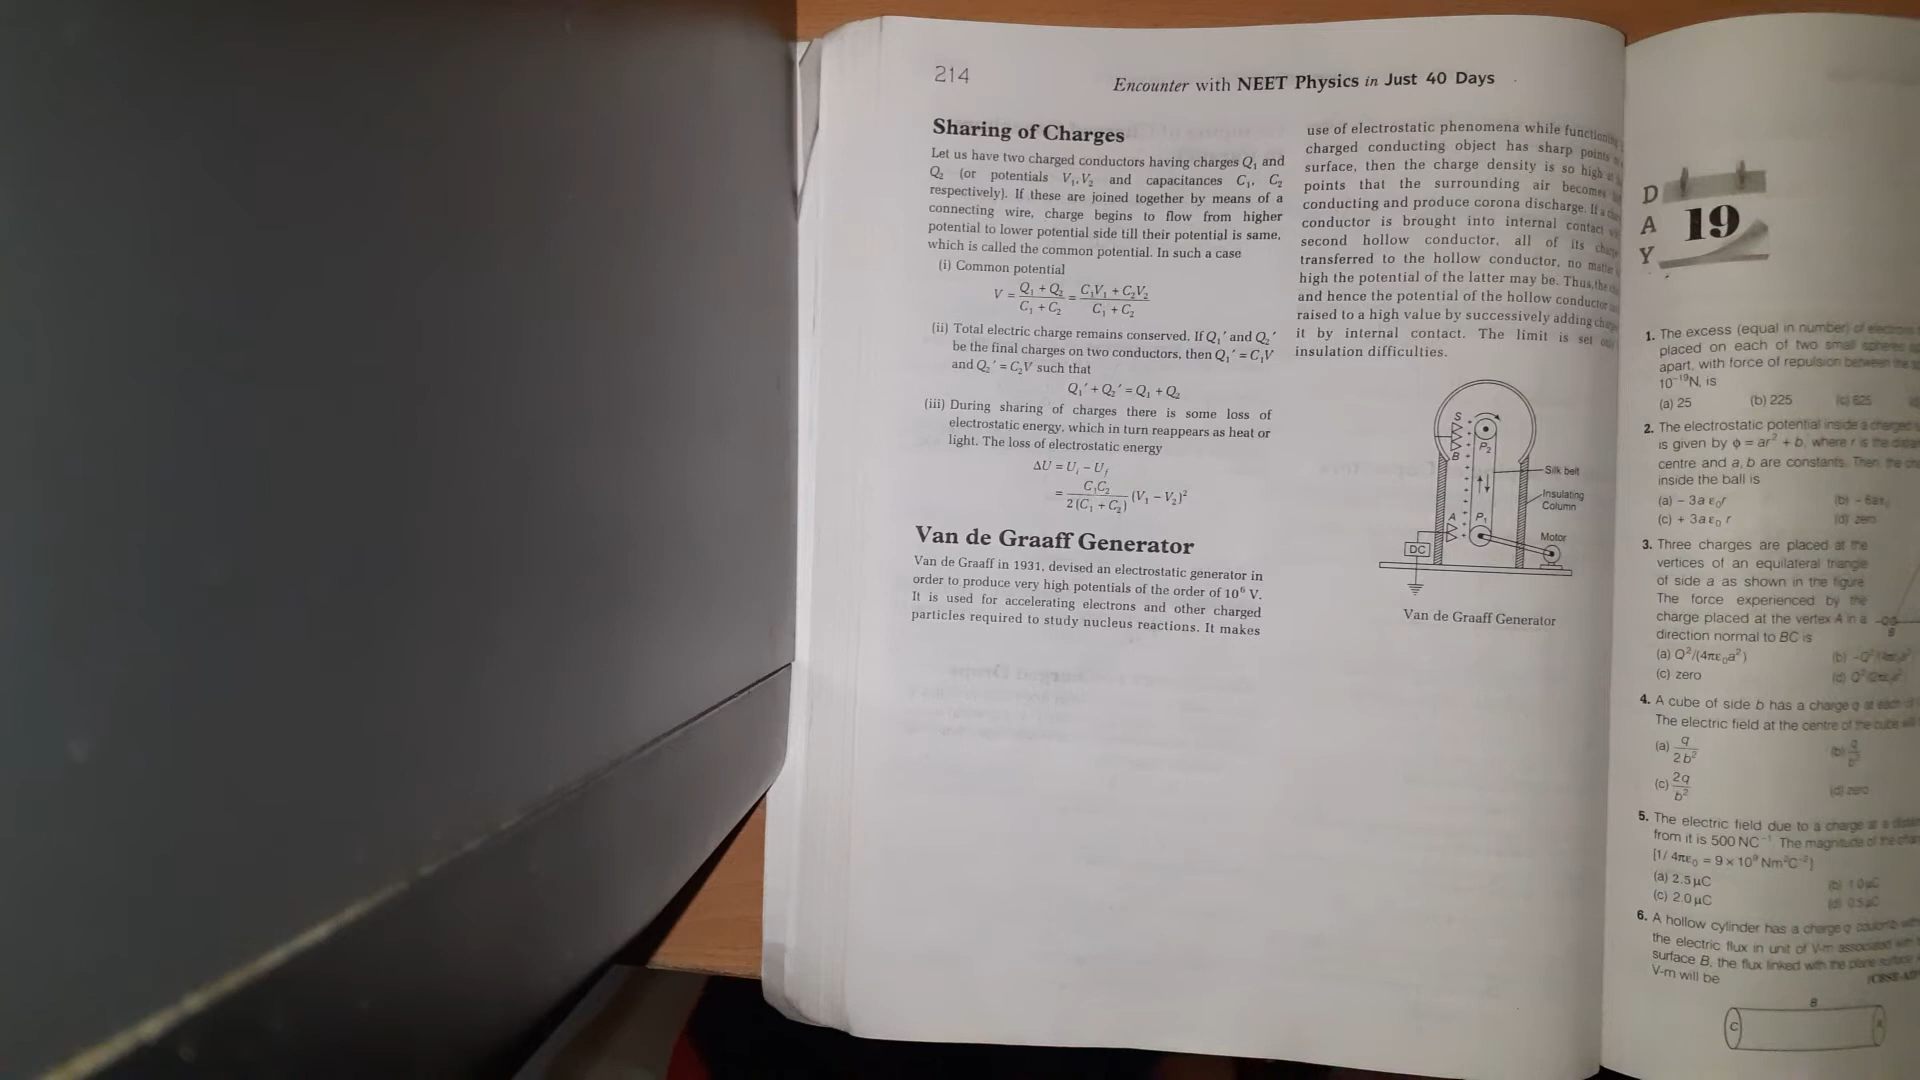 214
Encounter with NEET Physics in Just 40 Days
Sharing of Charges
Let us have two charged conductors having charges Q₁ and
Q₂ (or potentials V₁, V₂ and capacitances C₁, C₂
respectively). If these are joined together by means of a
connecting wire, charge begins to flow from higher
potential to lower potential side till their potential is same,
which is called the common potential. In such a case
(i) Common potential
V = (Q₁ + Q₂)/(C₁ + C₂) = (C₁V₁ + C₂V₂)/(C₁ + C₂)
(ii) Total electric charge remains conserved. If Q₁′ and Q₂′
be the final charges on two conductors, then Q₁′ = C₁V
and Q₂′ = C₂V such that
Q₁′ + Q₂′ = Q₁ + Q₂
(iii) During sharing of charges there is some loss of
electrostatic energy, which in turn reappears as heat or
light. The loss of electrostatic energy
ΔU = Uᵢ − U_f
= C₁C₂/2(C₁ + C₂) (V₁ − V₂)²
Van de Graaff Generator
Van de Graaff in 1931, devised an electrostatic generator in
order to produce very high potentials of the order of 10⁶ V.
It is used for accelerating electrons and other charged
particles required to study nucleus reactions. It makes
use of electrostatic phenomena while functioning
charged conducting object has sharp points
surface, then the charge density is so high
points that the surrounding air becomes
conducting and produce corona discharge. If a
conductor is brought into internal contact
second hollow conductor, all of its charge
transferred to the hollow conductor, no matter
high the potential of the latter may be. Thus, the
and hence the potential of the hollow conductor
raised to a high value by successively adding
it by internal contact. The limit is set
insulation difficulties.
S
P₂
B
Silk belt
Insulating
Column
A
P₁
Motor
DC
Van de Graaff Generator
DAY
19
1. The excess (equal in number) of electrons
placed on each of two small spheres
apart, with force of repulsion between the
10⁻¹⁹N, is
(a) 25 (b) 225 (c) 625
2. The electrostatic potential inside a charged
is given by ϕ = ar² + b, where r is the
centre and a, b are constants. Then, the
inside the ball is
(a) − 3a ε₀r
(c) + 3a ε₀ r (d) zero
3. Three charges are placed at the
vertices of an equilateral triangle
of side a as shown in the figure
The force experienced by the
charge placed at the vertex A in a
direction normal to BC is
(a) Q²/(4πε₀a²)
(c) zero
B
4. A cube of side b has a charge q at each of
The electric field at the centre of the cube will
(a) q/2b² (b) q/b²
(c) 2q/b² (d) zero
5. The electric field due to a charge at a
from it is 500 NC⁻¹. The magnitude of the
[1/4πε₀ = 9 × 10⁹ Nm²C⁻²]
(a) 2.5 μC (b) 1.0 μC
(c) 2.0 μC (d) 0.5 μC
6. A hollow cylinder has a charge q coulomb
the electric flux in unit of V-m associated with
surface B, the flux linked with the plane surface
V-m will be
B
C